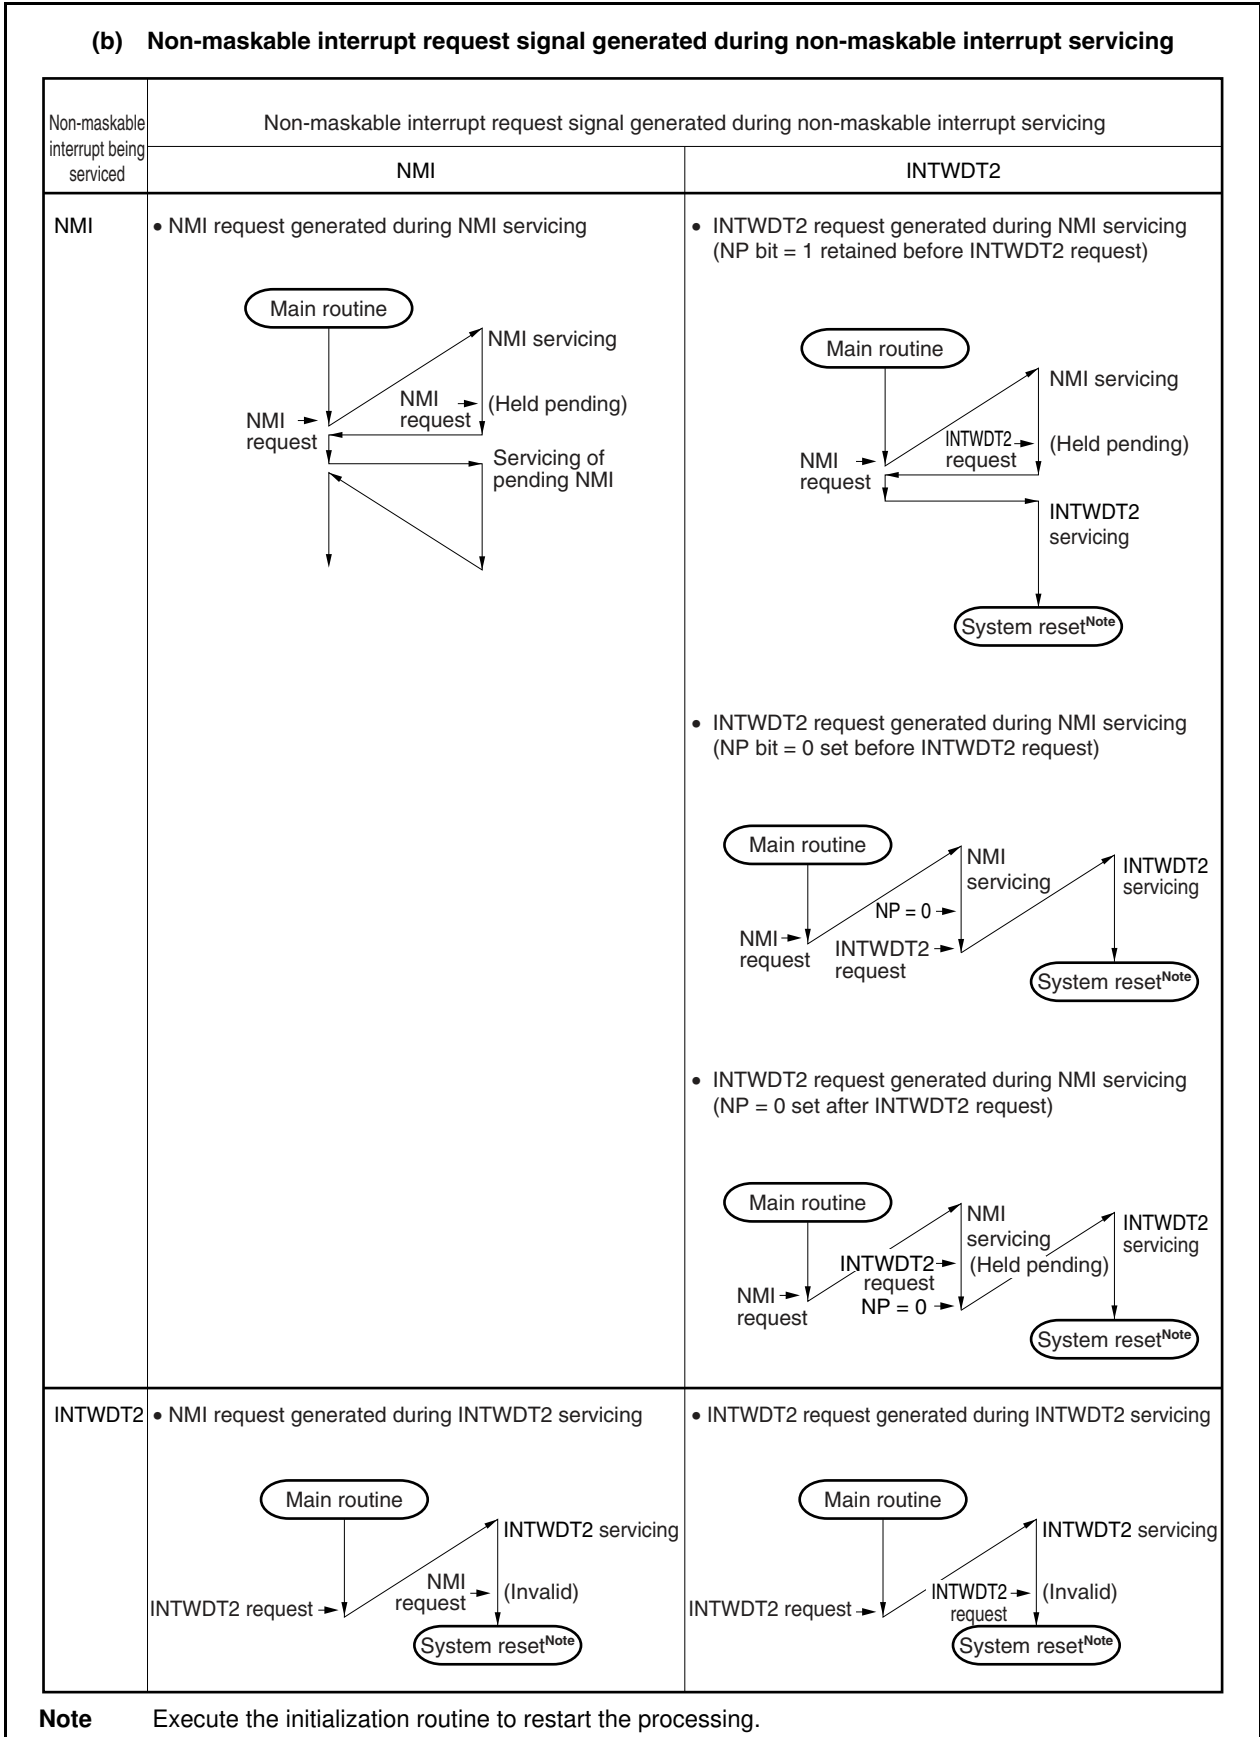 (b) Non-maskable interrupt request signal generated during non-maskable interrupt servicing
Non-maskable
interrupt being
serviced
Non-maskable interrupt request signal generated during non-maskable interrupt servicing
NMI
INTWDT2
NMI
• NMI request generated during NMI servicing
Main routine
NMI servicing
NMI
request
(Held pending)
NMI
request
Servicing of
pending NMI
• INTWDT2 request generated during NMI servicing
(NP bit = 1 retained before INTWDT2 request)
Main routine
NMI servicing
INTWDT2
request
(Held pending)
NMI
request
INTWDT2
servicing
System reset Note
• INTWDT2 request generated during NMI servicing
(NP bit = 0 set before INTWDT2 request)
Main routine
NMI
servicing
INTWDT2
servicing
NP = 0
NMI
request
INTWDT2
request
System reset Note
• INTWDT2 request generated during NMI servicing
(NP = 0 set after INTWDT2 request)
Main routine
NMI
servicing
INTWDT2
servicing
INTWDT2
request
(Held pending)
NMI
request
NP = 0
System reset Note
INTWDT2
• NMI request generated during INTWDT2 servicing
Main routine
INTWDT2 servicing
NMI
request
(Invalid)
INTWDT2 request
System reset Note
• INTWDT2 request generated during INTWDT2 servicing
Main routine
INTWDT2 servicing
INTWDT2
request
(Invalid)
INTWDT2 request
System reset Note
Note Execute the initialization routine to restart the processing.